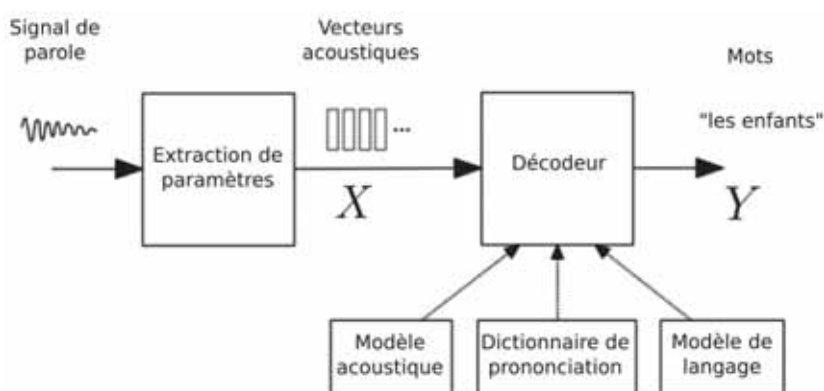 Signal de
parole
Vecteurs
acoustiques
Mots
"les enfants"
...
Extraction de
paramètres
Décodeur
X
Y
Modèle
acoustique
Dictionnaire de
prononciation
Modèle de
langage